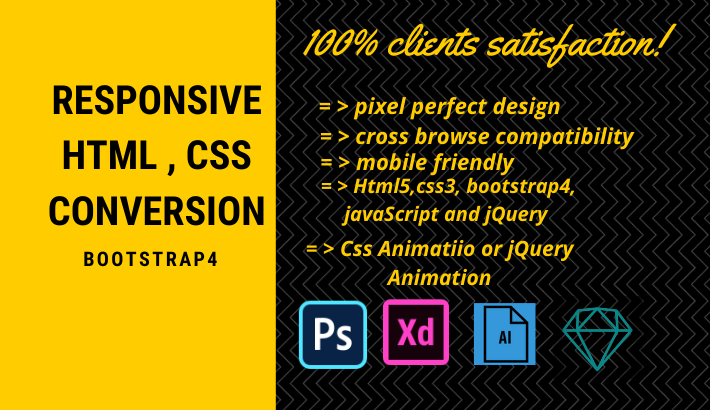 RESPONSIVE
HTML , CSS
CONVERSION
BOOTSTRAP4
100% clients satisfaction!
= > pixel perfect design
= > cross browse compatibility
= > mobile friendly
= > Html5,css3, bootstrap4,
javaScript and jQuery
= > Css Animatiio or jQuery
Animation
Ps
Xd
AI